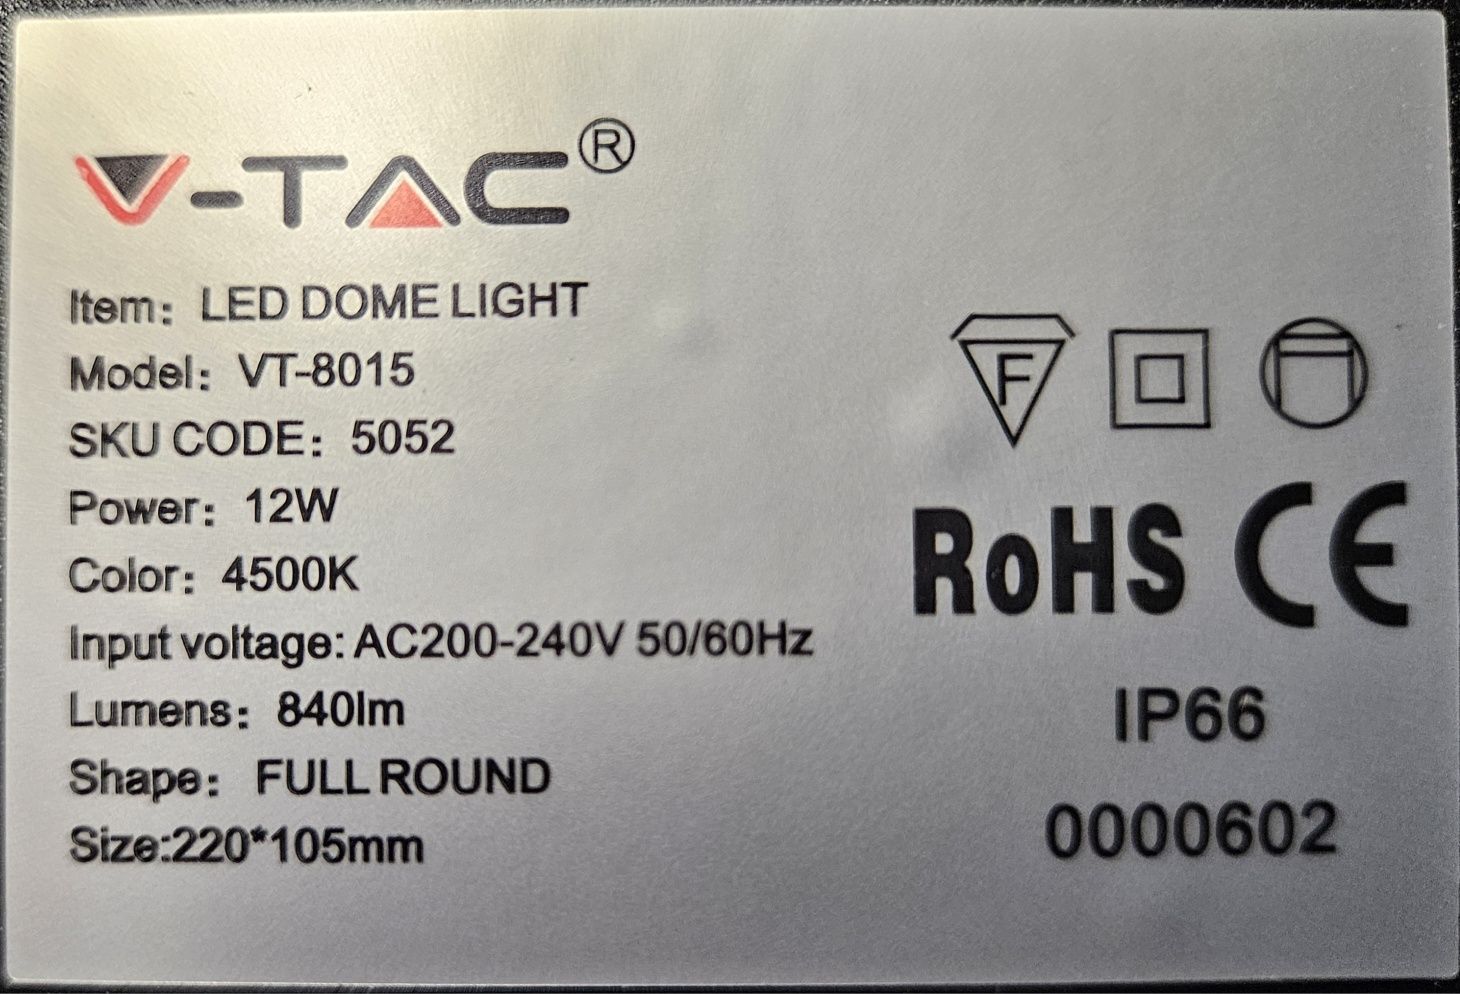 V-TAC®
Item: LED DOME LIGHT
Model: VT-8015
SKU CODE: 5052
Power: 12W
Color: 4500K
Input voltage: AC200-240V 50/60Hz
Lumens: 840lm
Shape: FULL ROUND
Size:220*105mm
F
RoHS CE
IP66
0000602